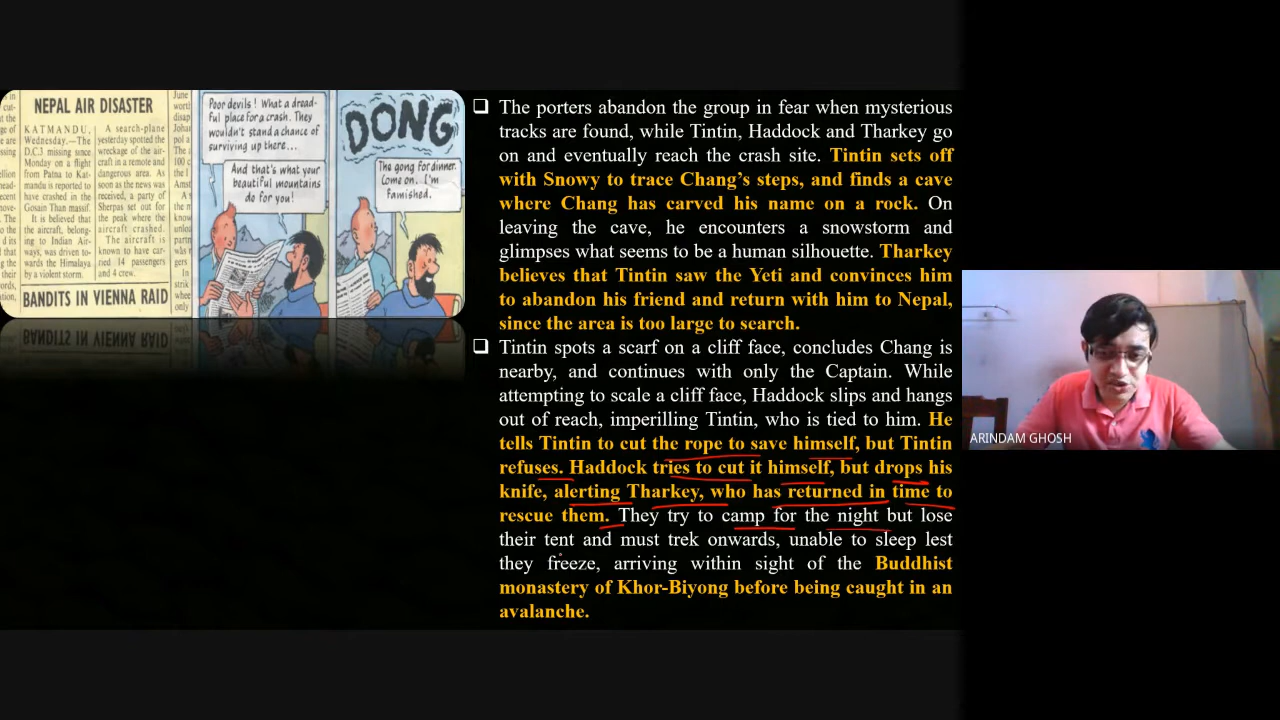 NEPAL AIR DISASTER
KATMANDU,
Wednesday.—The
D.C.3 missing since
Monday on a flight
from Patna to Kat-
mandu is reported to
have crashed in the
Gosain Than massif.
It is believed that
the aircraft, belong-
ing to Indian Air-
ways, was driven to-
wards the Himalaya
by a violent storm.
A search-plane
yesterday spotted the
wreckage of the air-
craft in a remote and
dangerous area. As
soon as the news was
received, a party of
Sherpas set out for
the peak where the
aircraft crashed.
The aircraft is
known to have car-
ried 14 passengers
and 4 crew.
BANDITS IN VIENNA RAID
Poor devils! What a dread-
ful place for a crash. They
wouldn't stand a chance of
surviving up there...
And that's what your
beautiful mountains
do for you!
DONG
The gong for dinner.
Come on. I'm
famished.
❑ The porters abandon the group in fear when mysterious
tracks are found, while Tintin, Haddock and Tharkey go
on and eventually reach the crash site. Tintin sets off
with Snowy to trace Chang's steps, and finds a cave
where Chang has carved his name on a rock. On
leaving the cave, he encounters a snowstorm and
glimpses what seems to be a human silhouette. Tharkey
believes that Tintin saw the Yeti and convinces him
to abandon his friend and return with him to Nepal,
since the area is too large to search.
❑ Tintin spots a scarf on a cliff face, concludes Chang is
nearby, and continues with only the Captain. While
attempting to scale a cliff face, Haddock slips and hangs
out of reach, imperilling Tintin, who is tied to him. He
tells Tintin to cut the rope to save himself, but Tintin
refuses. Haddock tries to cut it himself, but drops his
knife, alerting Tharkey, who has returned in time to
rescue them. They try to camp for the night but lose
their tent and must trek onwards, unable to sleep lest
they freeze, arriving within sight of the Buddhist
monastery of Khor-Biyong before being caught in an
avalanche.
ARINDAM GHOSH